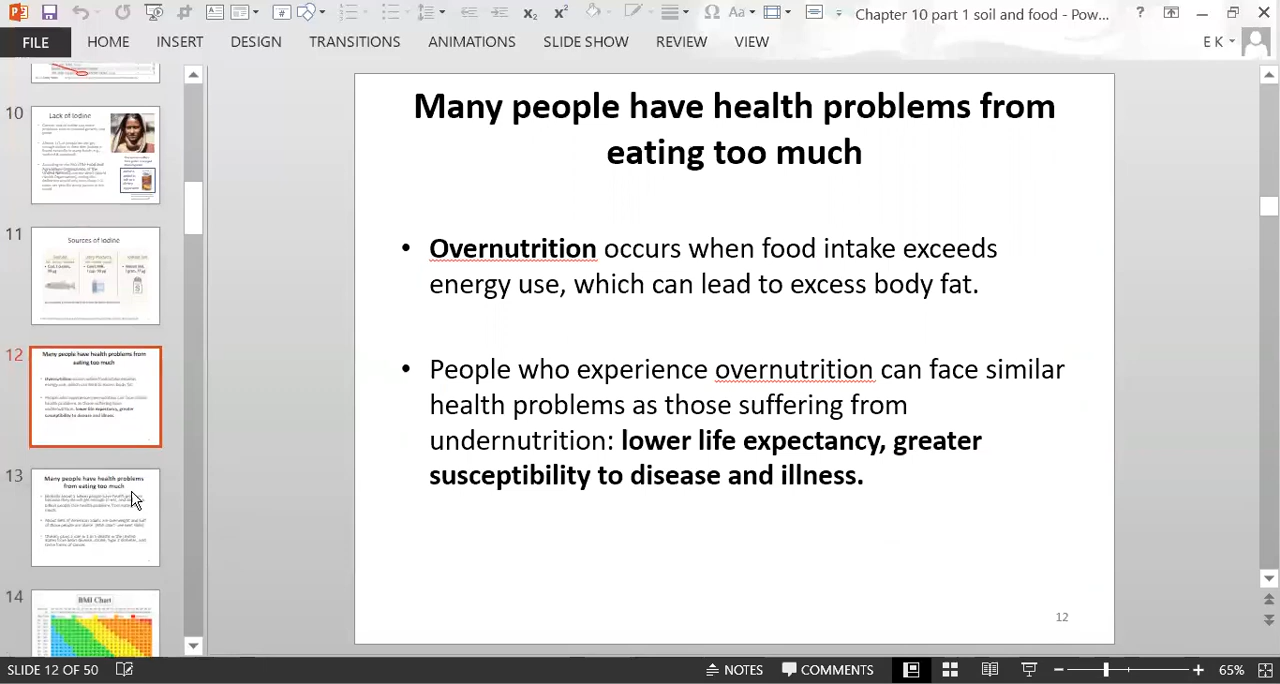 Chapter 10 part 1 soil and food - Pow...
? 
FILE HOME INSERT DESIGN TRANSITIONS ANIMATIONS SLIDE SHOW REVIEW VIEW E K
10
Lack of Iodine
11
Sources of Iodine
12
Many people have health problems from
eating too much
13
Many people have health problems
from eating too much
14
BMI Chart
Many people have health problems from
eating too much
• Overnutrition occurs when food intake exceeds
energy use, which can lead to excess body fat.
• People who experience overnutrition can face similar
health problems as those suffering from
undernutrition: lower life expectancy, greater
susceptibility to disease and illness.
12
SLIDE 12 OF 50 NOTES COMMENTS 65%